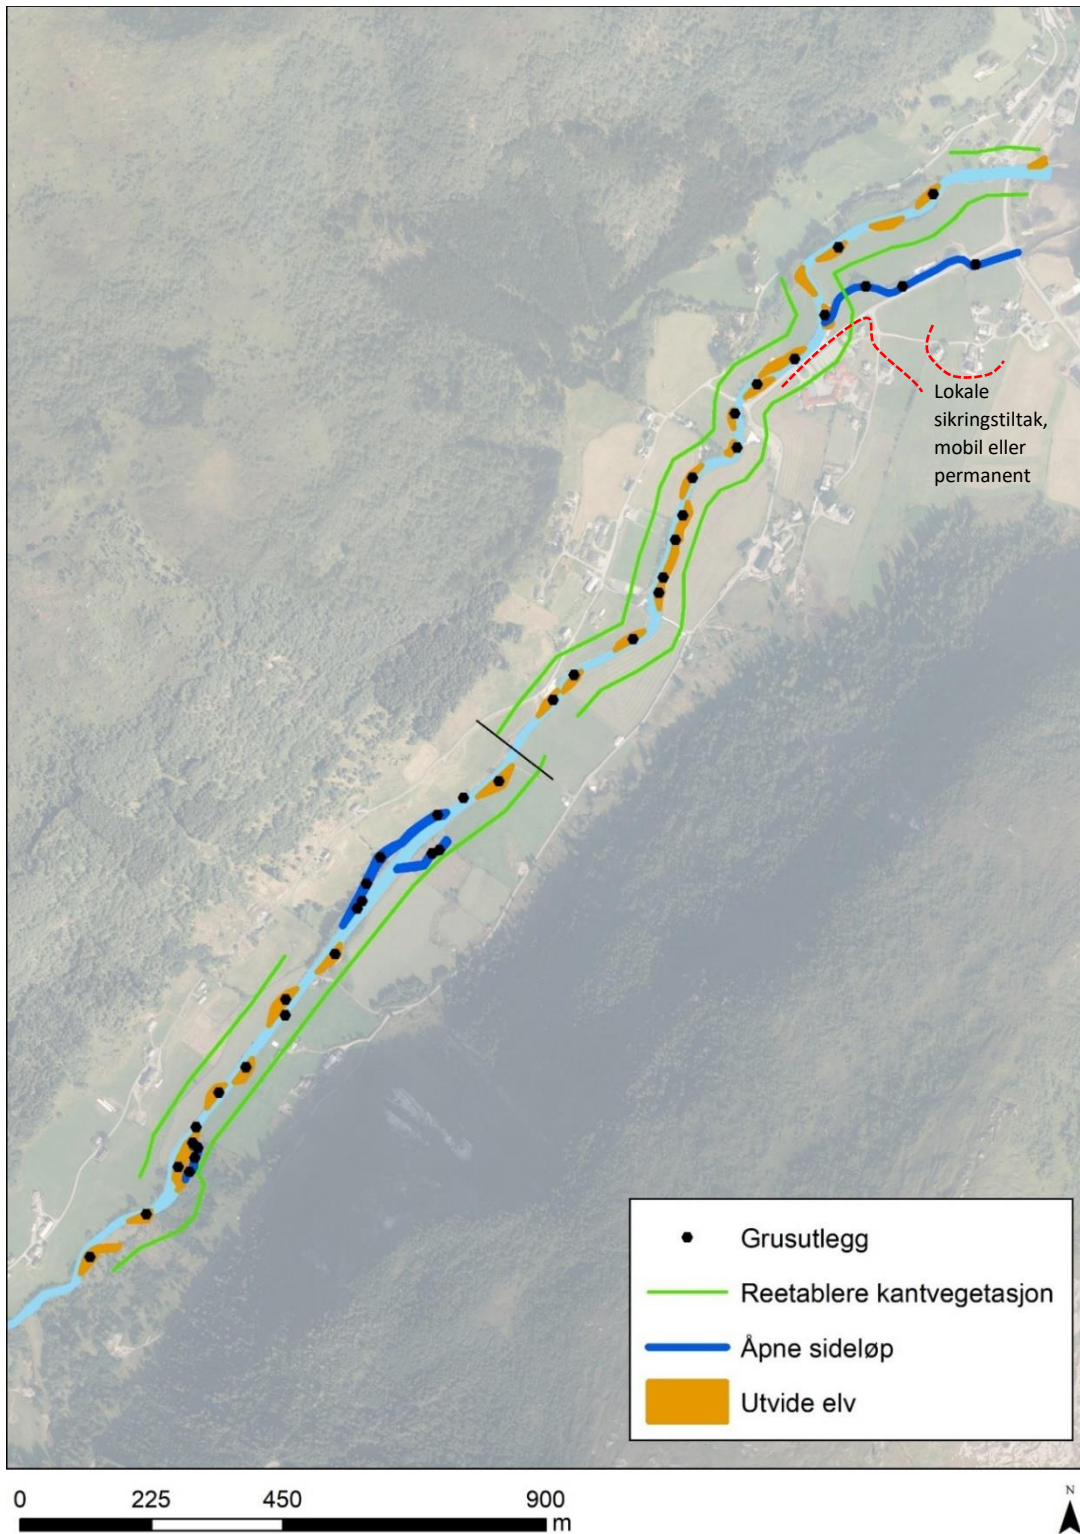 Lokale
sikringstiltak,
mobil eller
permanent
Grusutlegg
Reetablere kantvegetasjon
Åpne sideløp
Utvide elv
0 225 450 900
m
N